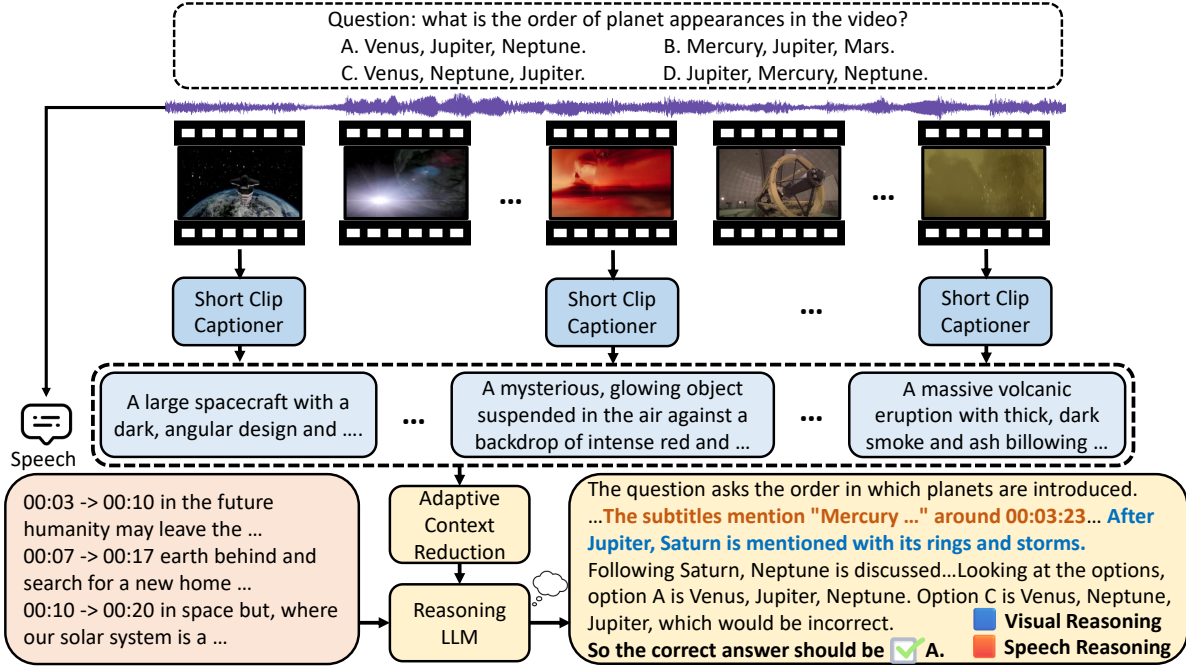 Question: what is the order of planet appearances in the video?
A. Venus, Jupiter, Neptune. B. Mercury, Jupiter, Mars.
C. Venus, Neptune, Jupiter. D. Jupiter, Mercury, Neptune.
...
...
Short Clip
Captioner
Short Clip
Captioner
...
Short Clip
Captioner
A large spacecraft with a
dark, angular design and ….
...
A mysterious, glowing object
suspended in the air against a
backdrop of intense red and …
...
A massive volcanic
eruption with thick, dark
smoke and ash billowing …
Speech
00:03 -> 00:10 in the future
humanity may leave the …
00:07 -> 00:17 earth behind and
search for a new home …
00:10 -> 00:20 in space but, where
our solar system is a …
Adaptive
Context
Reduction
Reasoning
LLM
The question asks the order in which planets are introduced.
…The subtitles mention "Mercury …" around 00:03:23… After
Jupiter, Saturn is mentioned with its rings and storms.
Following Saturn, Neptune is discussed…Looking at the options,
option A is Venus, Jupiter, Neptune. Option C is Venus, Neptune,
Jupiter, which would be incorrect.
So the correct answer should be A.
Visual Reasoning
Speech Reasoning